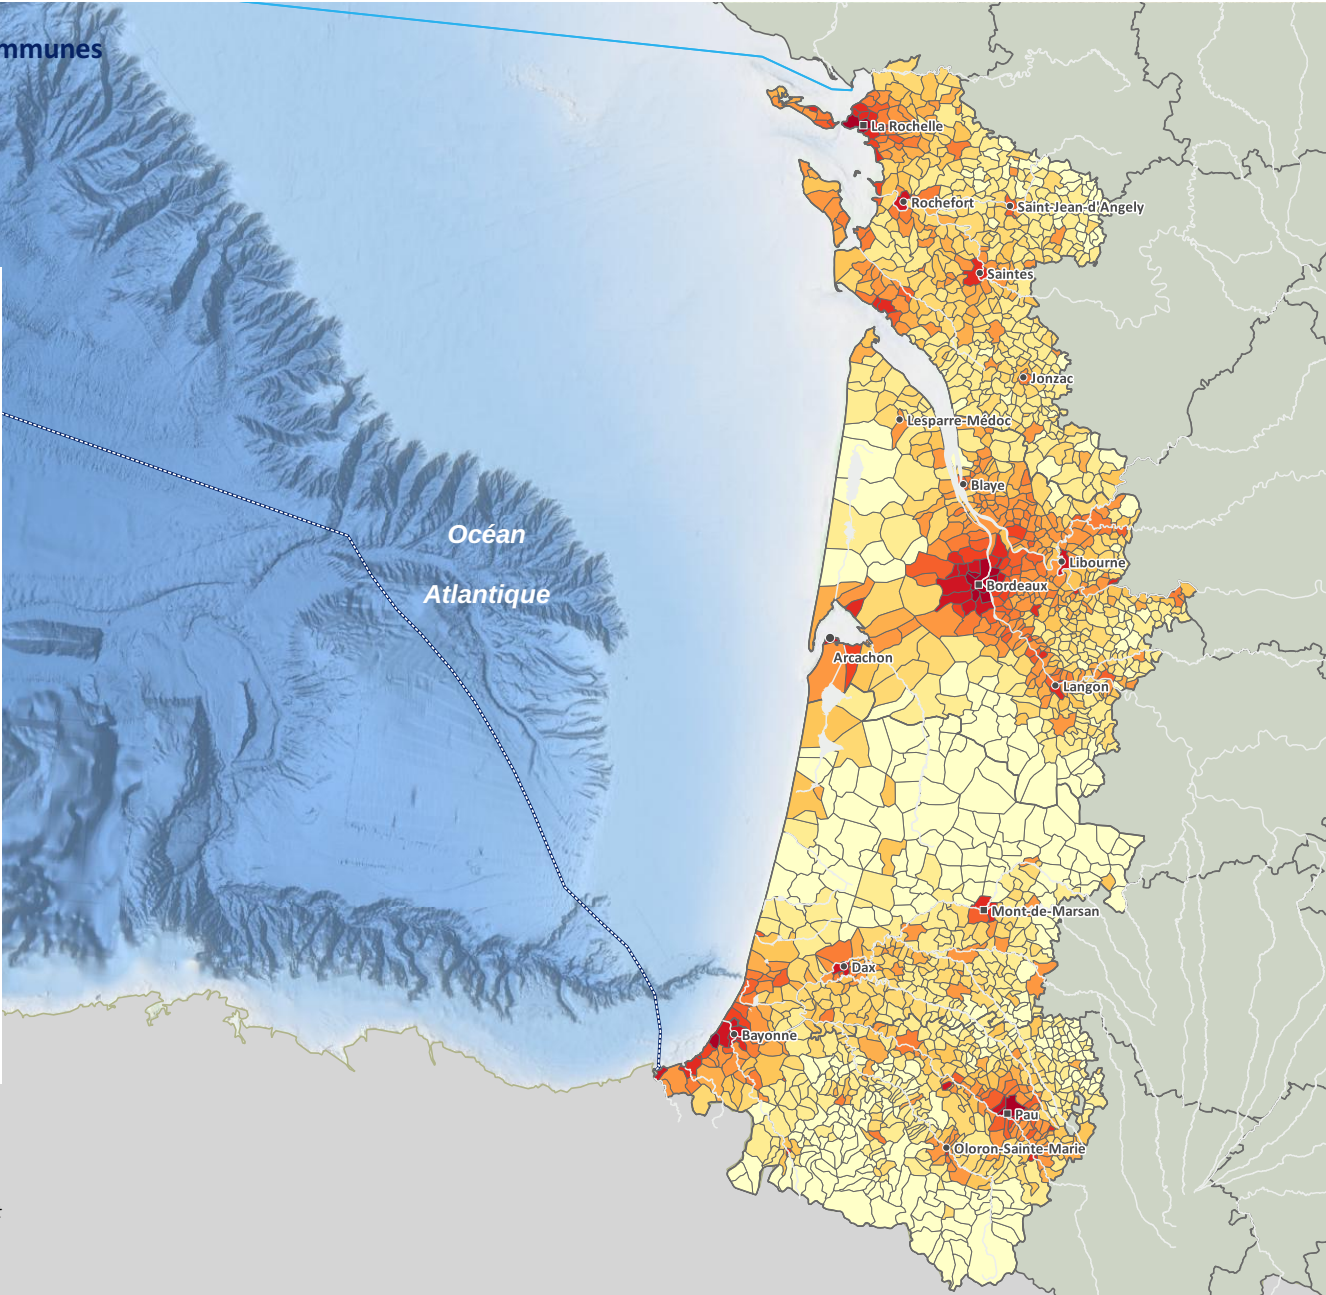 mmunes
La Rochelle
Rochefort
Saint-Jean-d'Angely
Saintes
Jonzac
Lesparre-Médoc
Blaye
Océan
Atlantique
Libourne
Bordeaux
Arcachon
Langon
Mont-de-Marsan
Dax
Bayonne
Pau
Oloron-Sainte-Marie